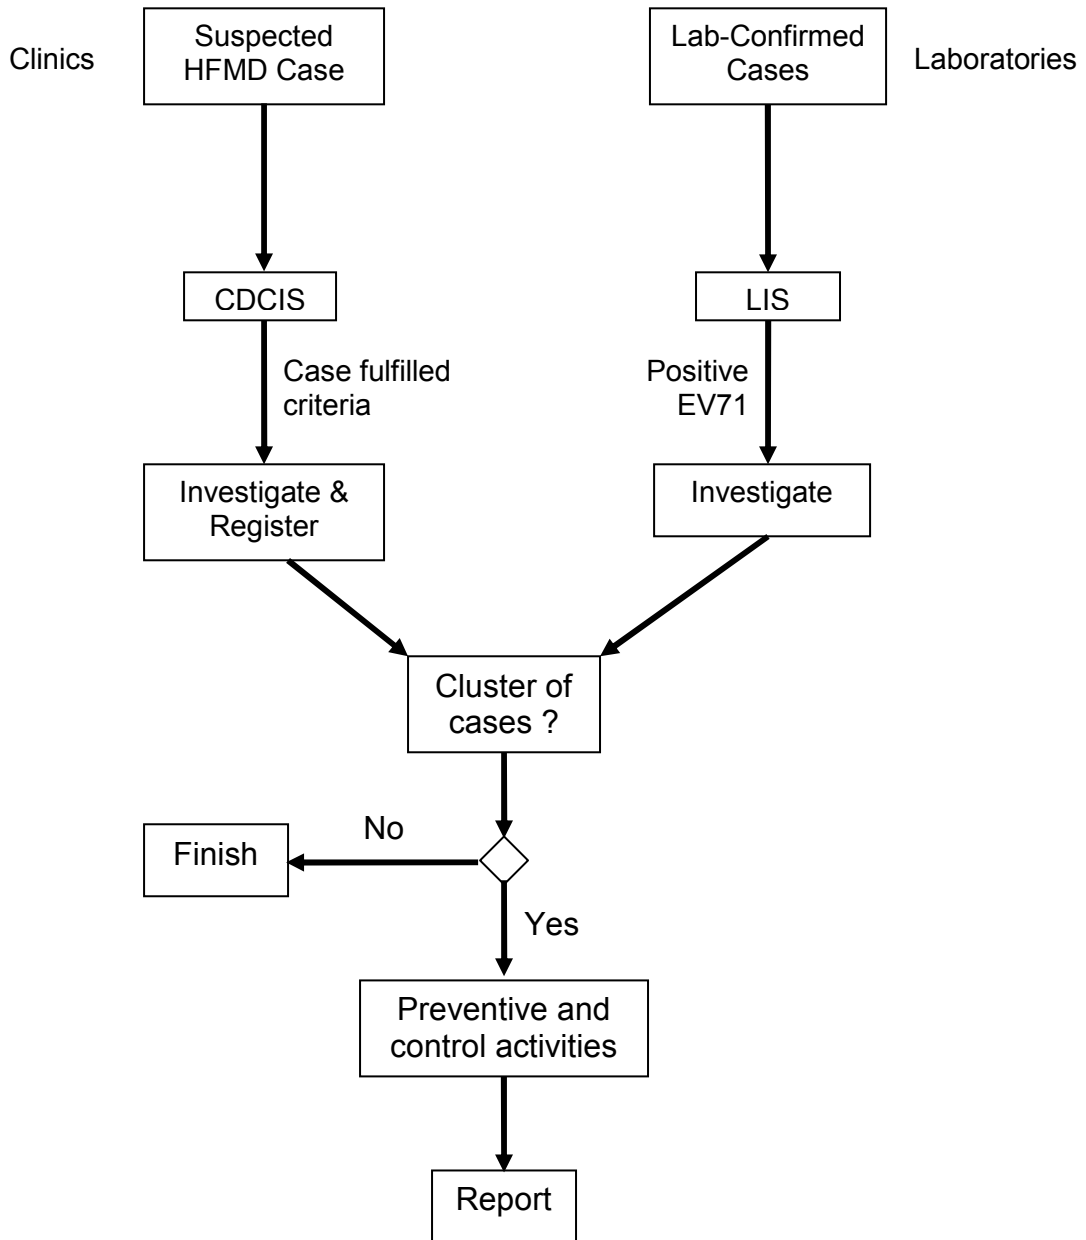 Clinics
Suspected
HFMD Case
Lab-Confirmed
Cases
Laboratories
CDCIS
LIS
Case fulfilled
criteria
Positive
EV71
Investigate &
Register
Investigate
Cluster of
cases ?
No
Finish
Yes
Preventive and
control activities
Report